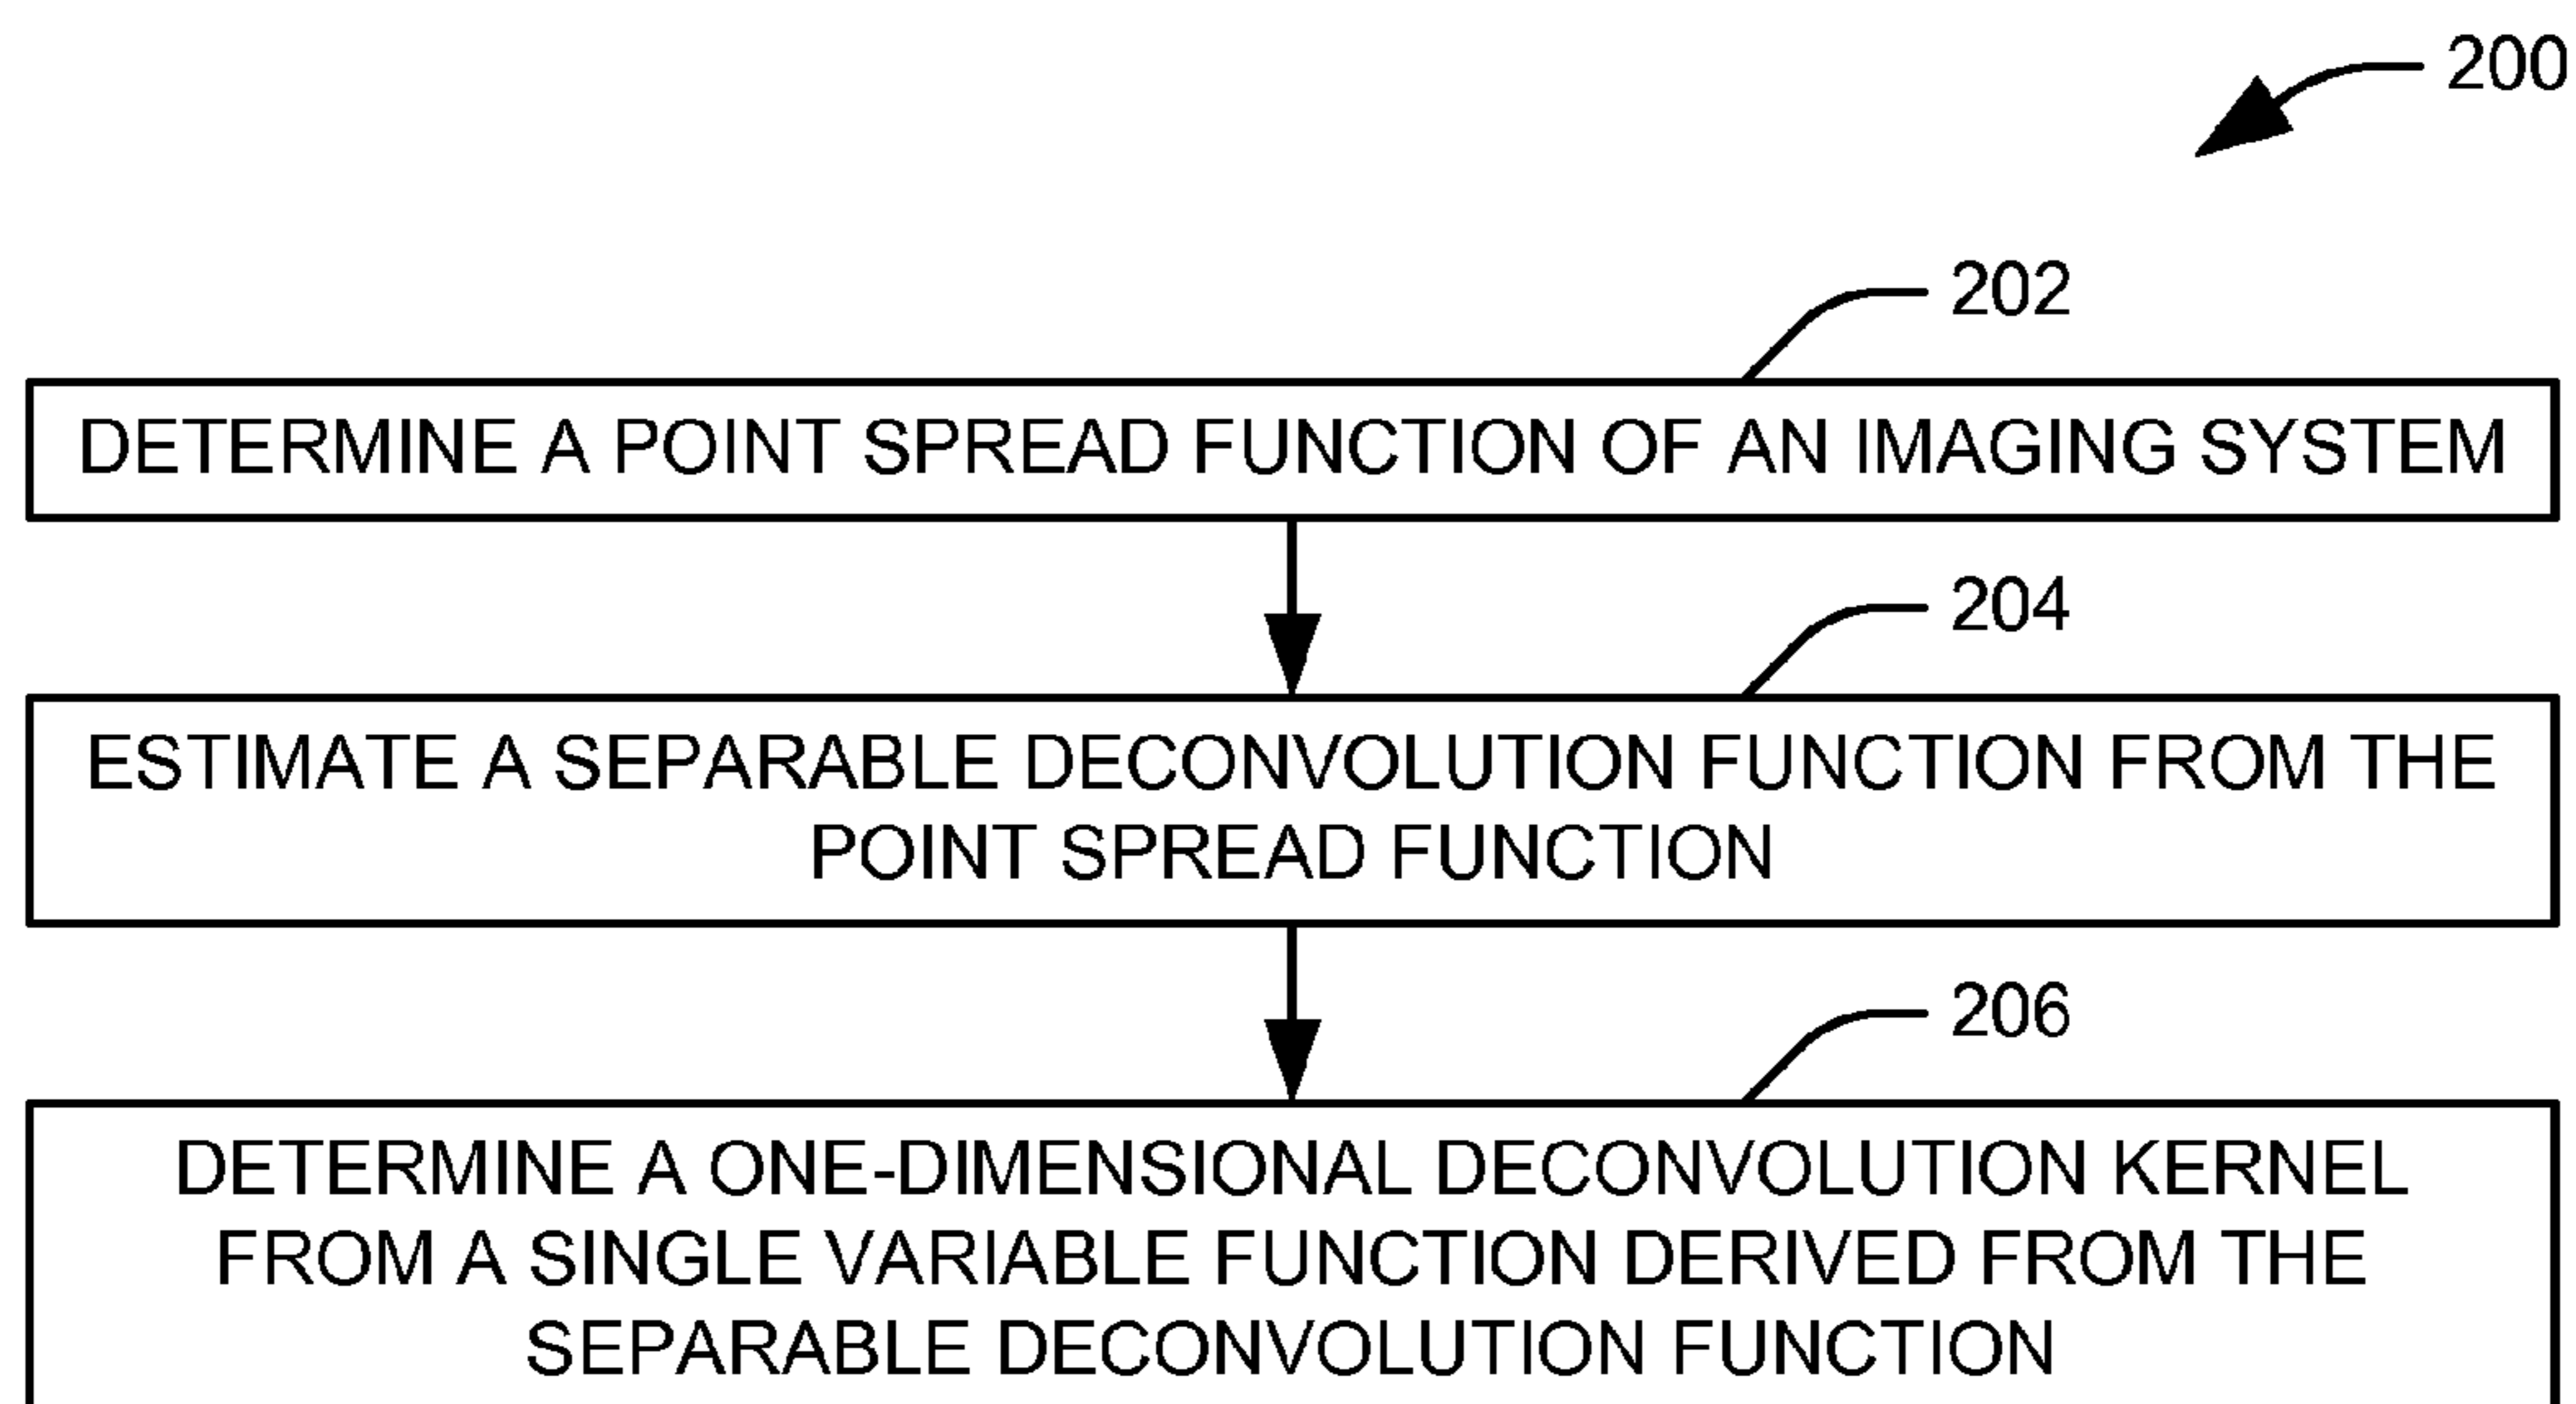 200
202
DETERMINE A POINT SPREAD FUNCTION OF AN IMAGING SYSTEM
204
ESTIMATE A SEPARABLE DECONVOLUTION FUNCTION FROM THE
POINT SPREAD FUNCTION
206
DETERMINE A ONE-DIMENSIONAL DECONVOLUTION KERNEL
FROM A SINGLE VARIABLE FUNCTION DERIVED FROM THE
SEPARABLE DECONVOLUTION FUNCTION